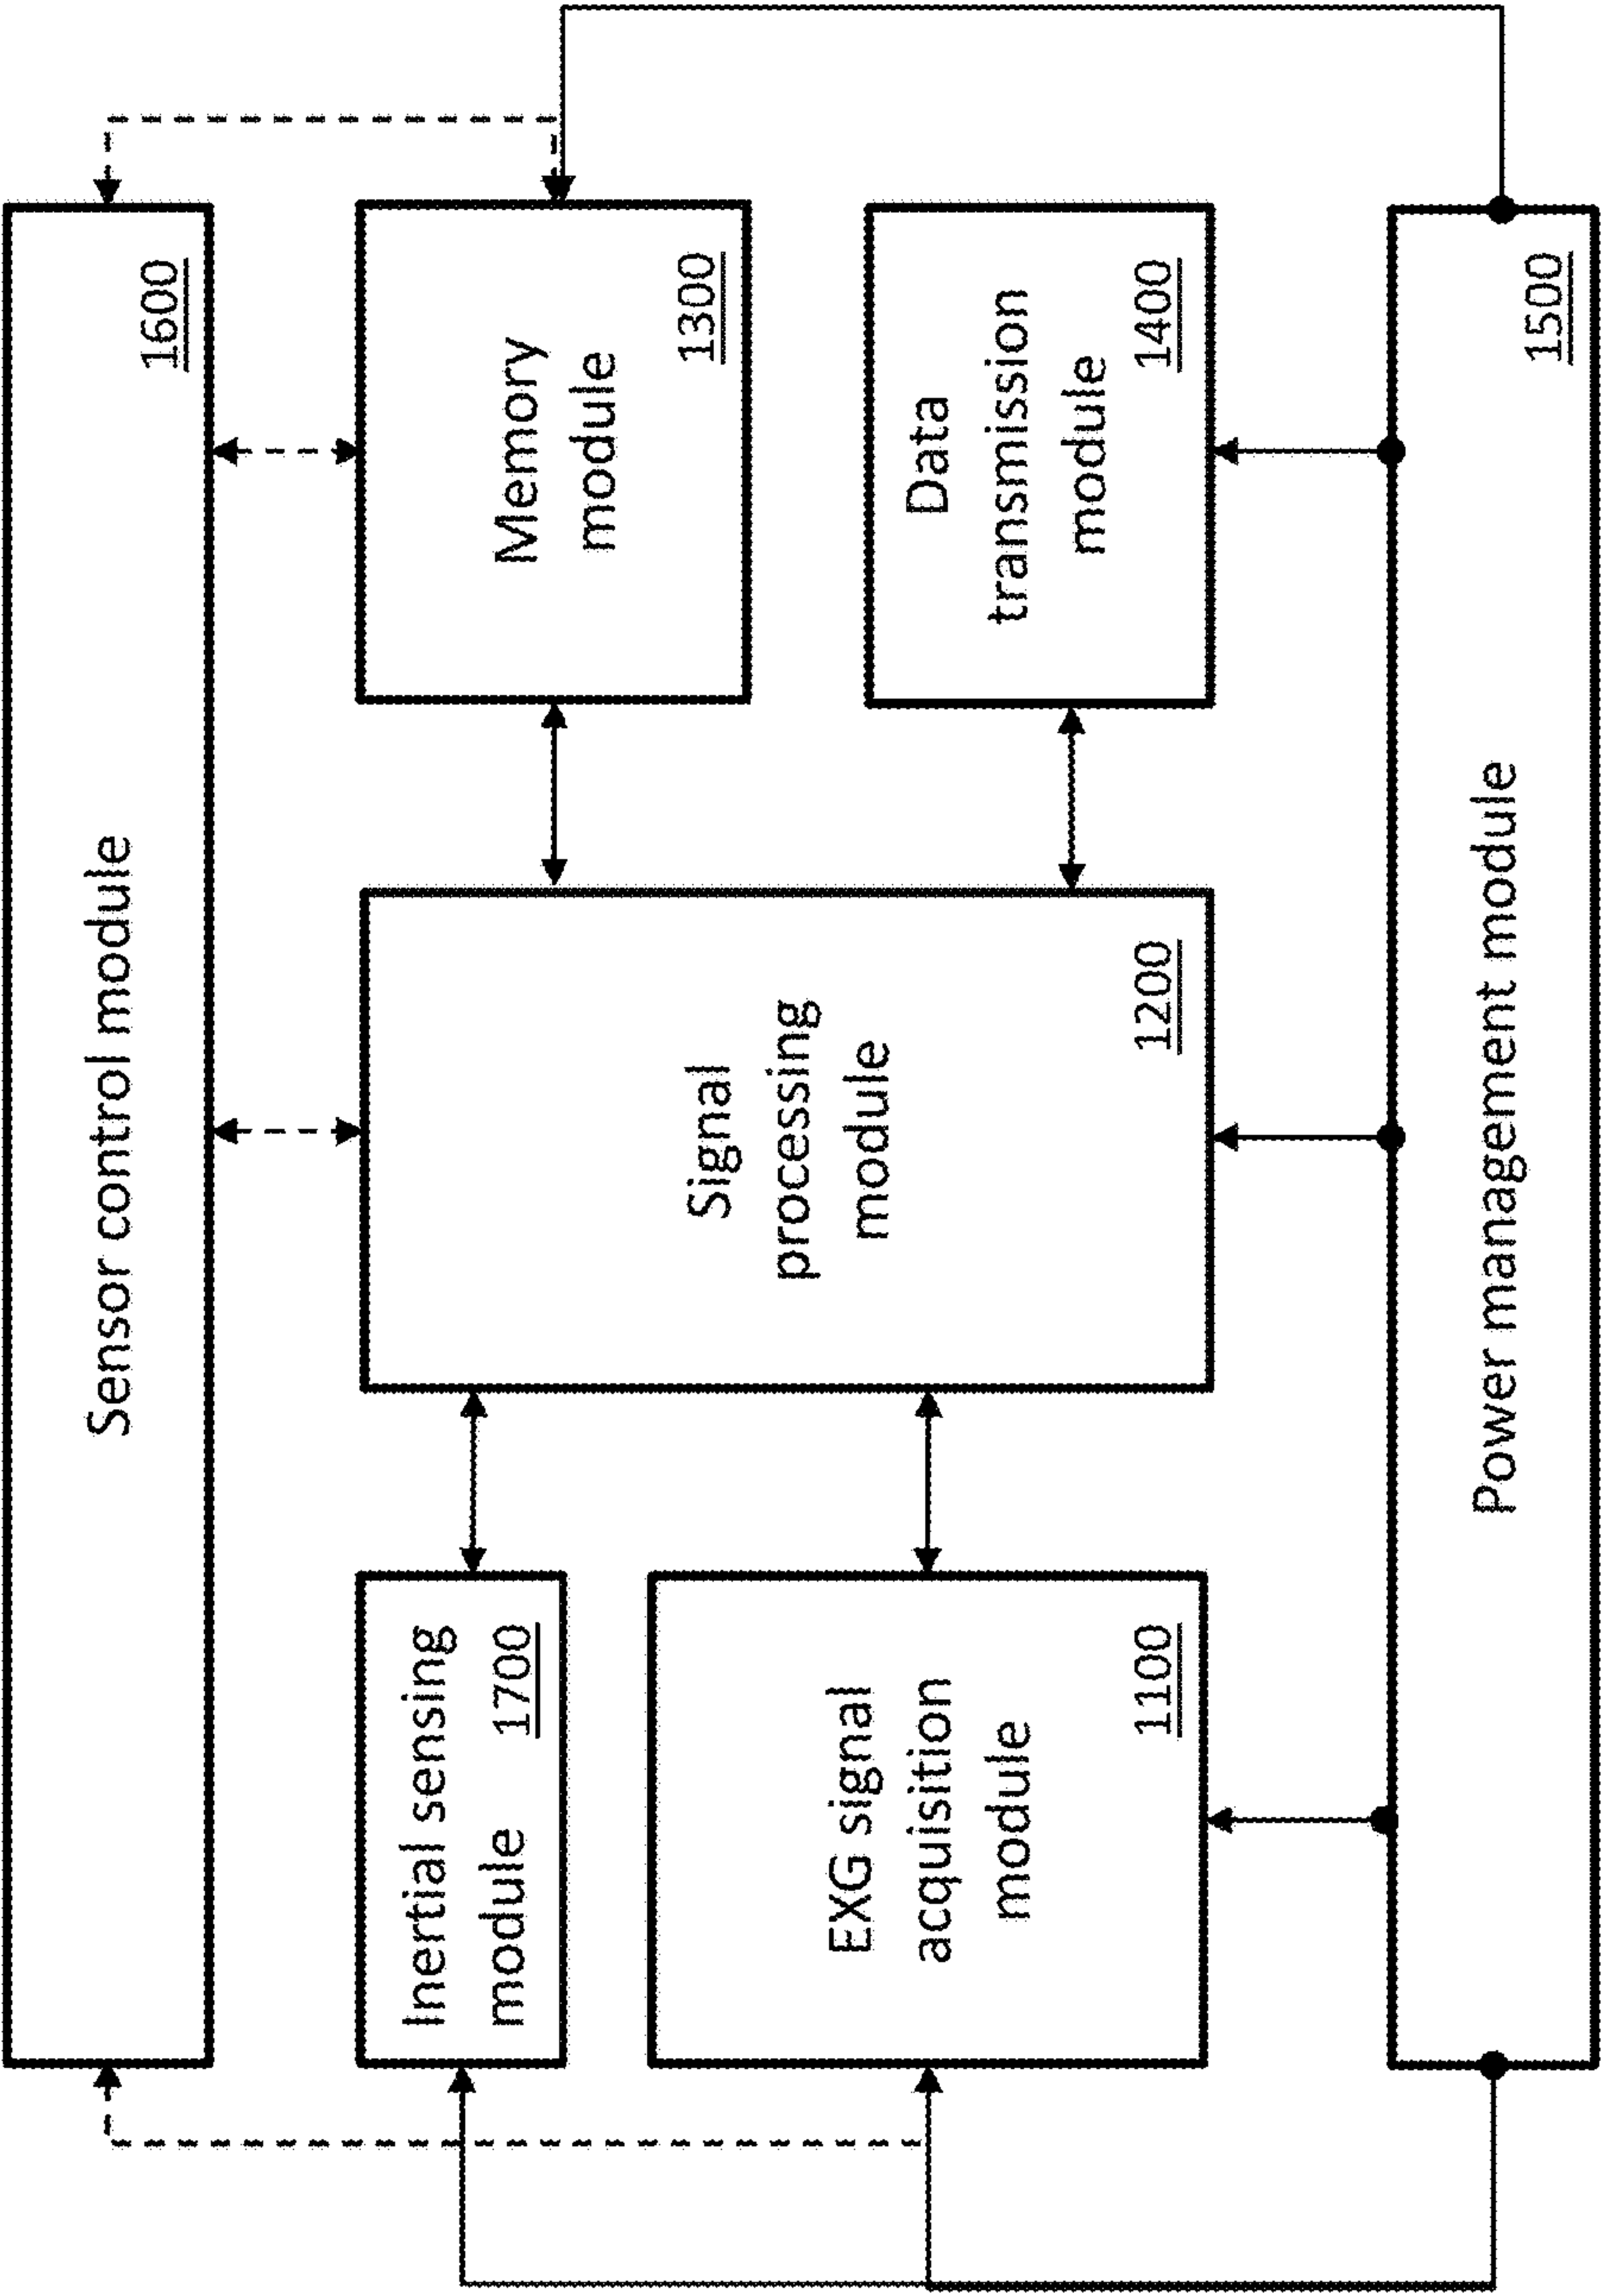 Sensor control module
1600
Inertial sensing
module 1700
EXG signal
acquisition
module
1100
Signal
processing
module
1200
Memory
module
1300
Data
transmission
module
1400
Power management module
1500